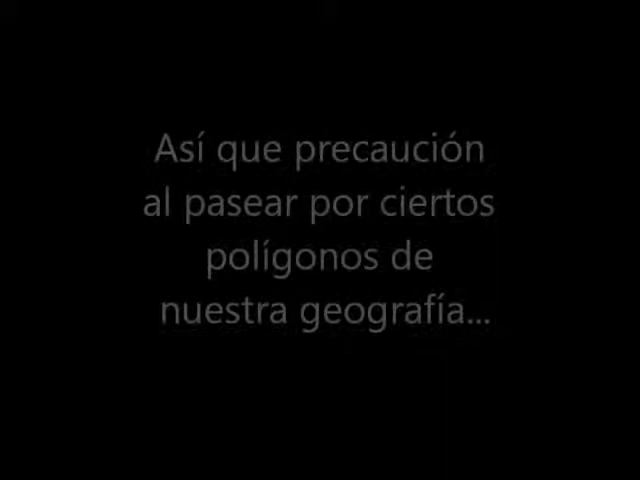 Así que precaución
al pasear por ciertos
polígonos de
nuestra geografía...